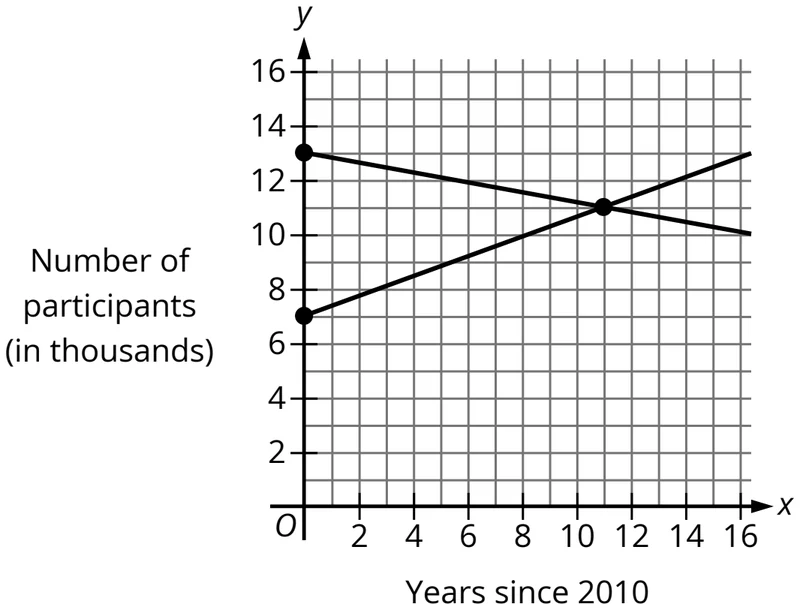 y
16
14
12
10
8
6
4
2
Number of
participants
(in thousands)
O
2 4 6 8 10 12 14 16
x
Years since 2010